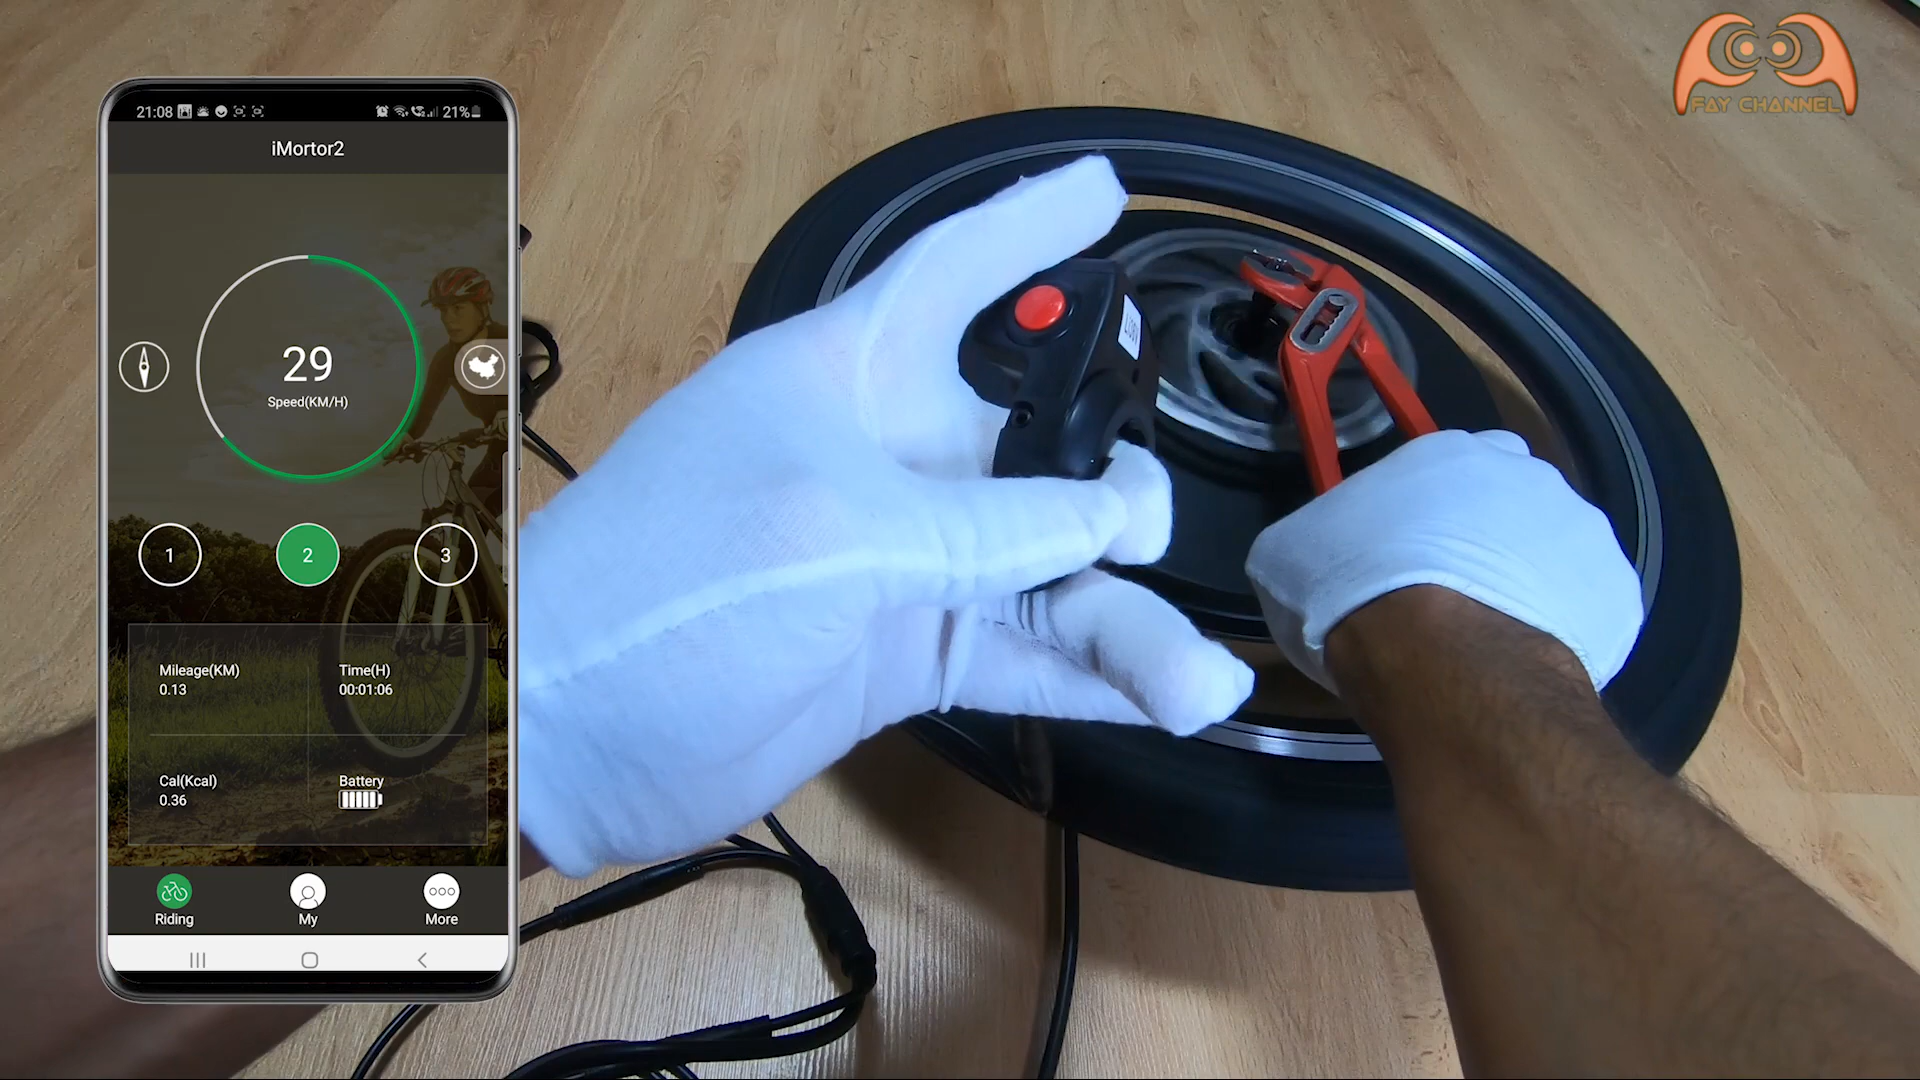 21:08
21%
iMortor2
29
Speed(KM/H)
1
2
3
Mileage(KM)
0.13
Time(H)
00:01:06
Cal(Kcal)
0.36
Battery
Riding
My
More
FAY CHANNEL